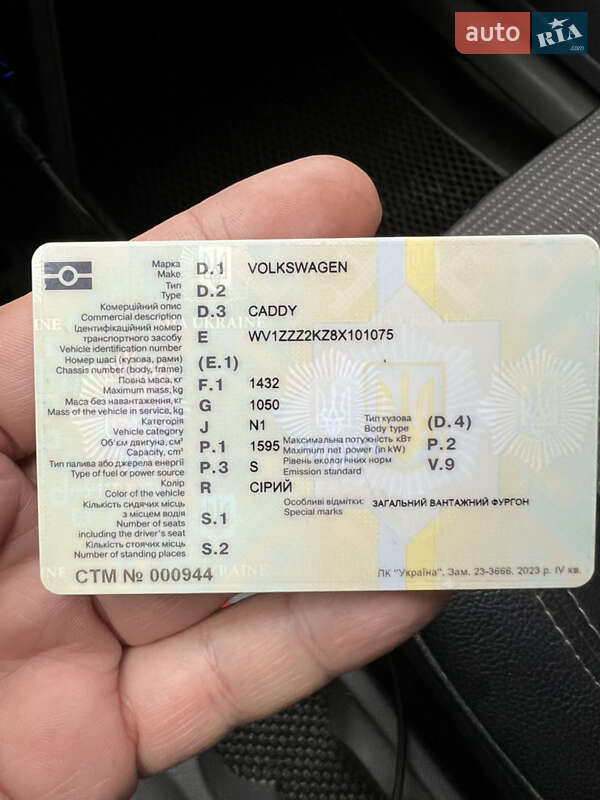 auto RIA .com
Марка
Make D.1 VOLKSWAGEN
Тип
Type D.2
Комерційний опис
Commercial description D.3 CADDY
Ідентифікаційний номер
транспортного засобу E WV1ZZZ2KZ8X101075
Vehicle identification number
Номер шасі (кузова, рами)
Chassis number (body, frame) (E.1)
Повна маса, кг
Maximum mass, kg F.1 1432
Маса без навантаження, кг
Mass of the vehicle in service, kg G 1050
Категорія
Vehicle category J N1
Тип кузова
Body type (D.4)
Об'єм двигуна, см³
Capacity, cm³ P.1 1595
Максимальна потужність кВт
Maximum net power (in kW) P.2
Тип палива або джерела енергії
Type of fuel or power source P.3 S
Рівень екологічних норм
Emission standard V.9
Колір
Color of the vehicle R СІРИЙ
Кількість сидячих місць
з місцем водія
Number of seats
including the driver's seat S.1
Особливі відмітки:
Special marks ЗАГАЛЬНИЙ ВАНТАЖНИЙ ФУРГОН
Кількість стоячих місць
Number of standing places S.2
СТМ № 000944
ПК "Україна". Зам. 23-3666. 2023 р. IV кв.